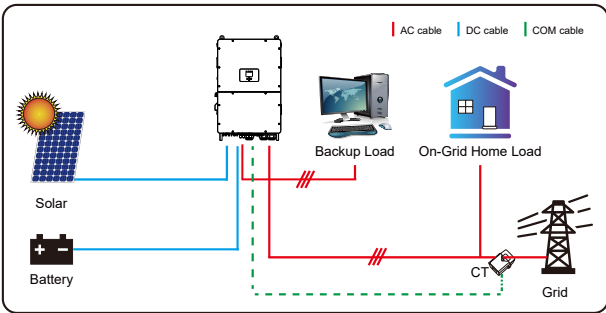 AC cable
DC cable
COM cable
Backup Load
On-Grid Home Load
Solar
Battery
CT
Grid